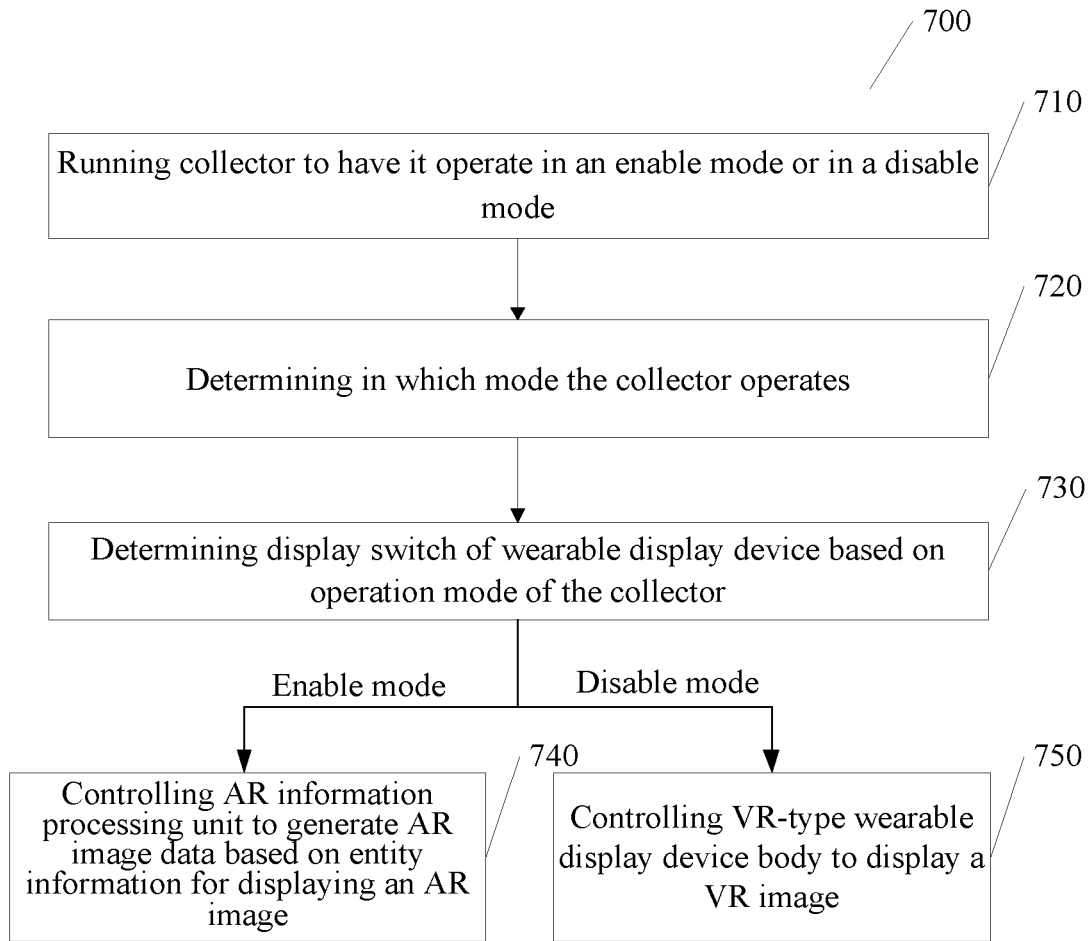 700
710
Running collector to have it operate in an enable mode or in a disable
mode
720
Determining in which mode the collector operates
730
Determining display switch of wearable display device based on
operation mode of the collector
Enable mode
Disable mode
740
750
Controlling AR information
processing unit to generate AR
image data based on entity
information for displaying an AR
image
Controlling VR-type wearable
display device body to display a
VR image